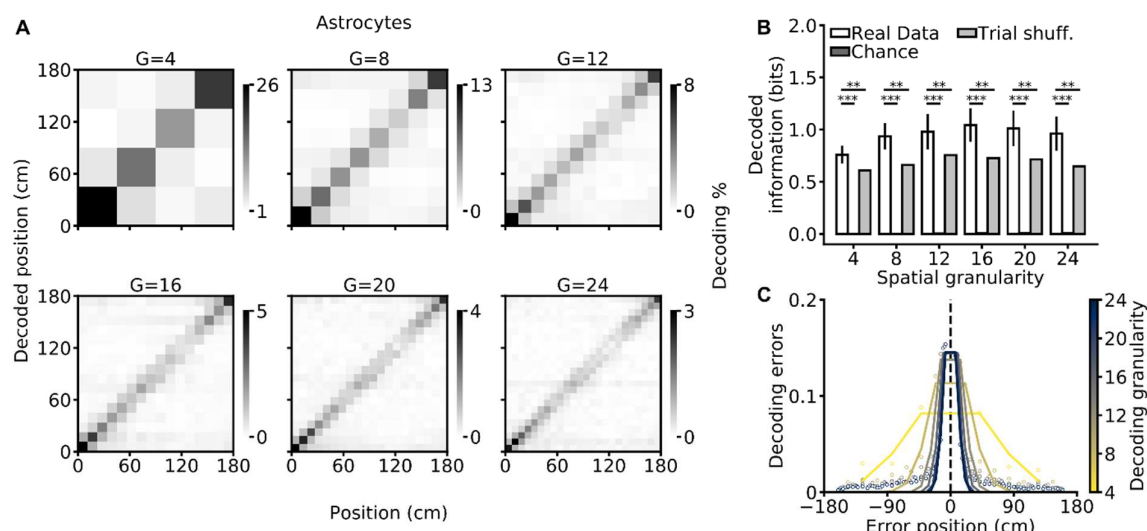 A
Astrocytes
G=4
G=8
G=12
180
120
60
0
26
1
13
0
8
0
Decoded position (cm)
Decoding %
G=16
G=20
G=24
180
120
60
0
5
0
4
0
3
0
0 60 120 180
0 60 120 180
0 60 120 180
Position (cm)
B
Real Data
Trial shuff.
Chance
2.0
1.5
1.0
0.5
0.0
Decoded
information (bits)
** ** ** ** ** **
*** *** *** *** *** ***
4 8 12 16 20 24
Spatial granularity
C
0.2
0.1
0
Decoding errors
−180 −90 0 90 180
Error position (cm)
24
20
16
12
8
4
Decoding granularity